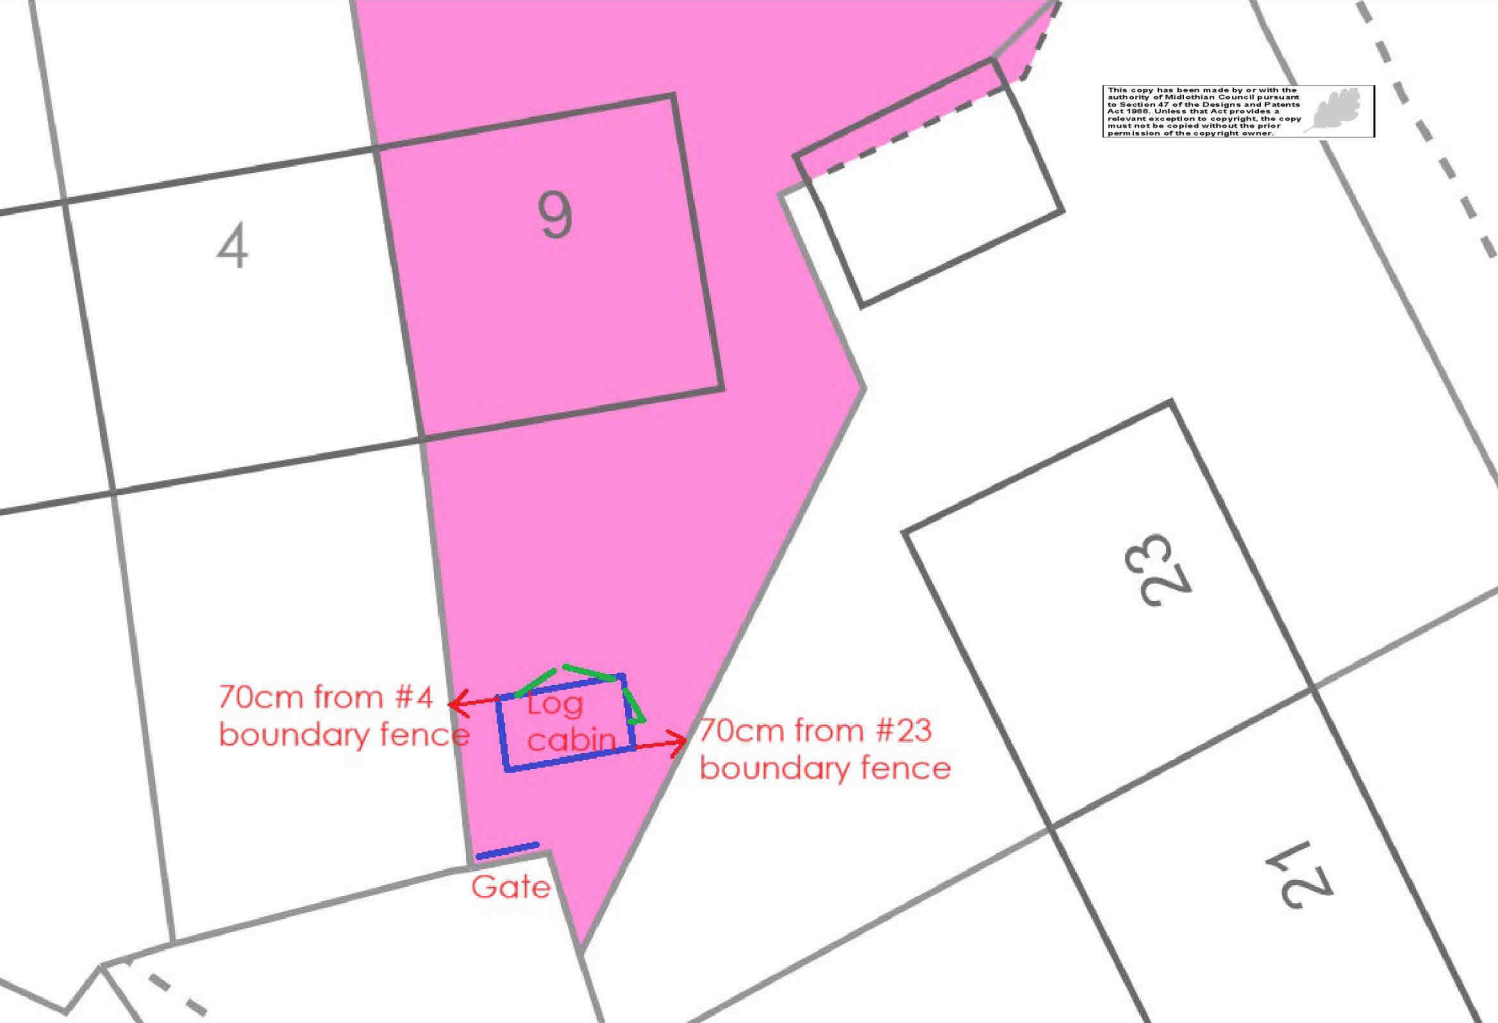 This copy has been made by or with the
authority of Midlothian Council pursuant
to Section 47 of the Designs and Patents
Act 1988. Unless that Act provides a
relevant exception to copyright, the copy
must not be copied without the prior
permission of the copyright owner.
9
4
23
70cm from #4
boundary fence
Log
cabin
70cm from #23
boundary fence
21
Gate